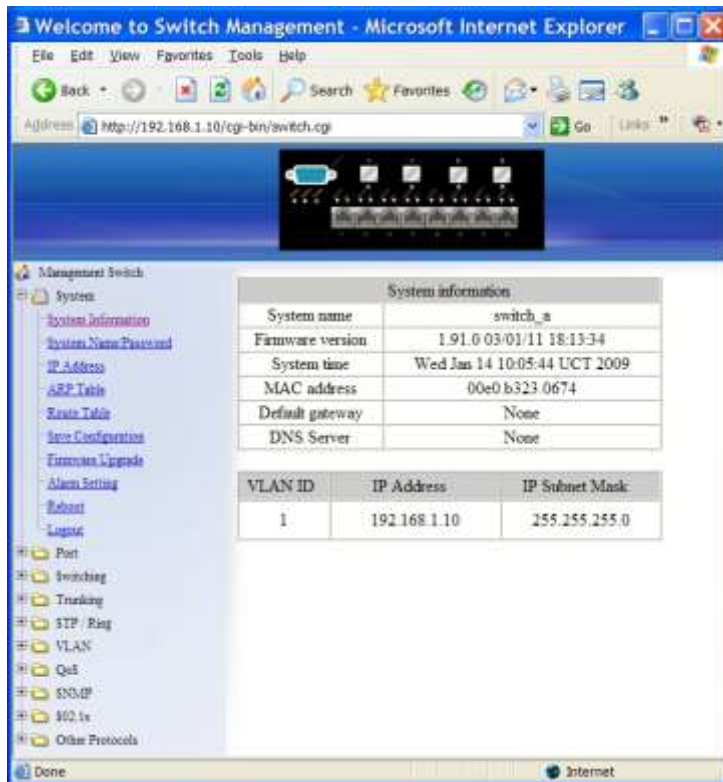 Welcome to Switch Management - Microsoft Internet Explorer
File Edit View Favorites Tools Help
Back Search Favorites
Address http://192.168.1.10/cgi-bin/switch.cgi Go Links
Management Switch
System
System Information
System Name/Password
IP Address
ARP Table
Route Table
Save Configuration
Firmware Upgrade
Alarm Setting
Reboot
Logout
Port
Switching
Trunking
STP / Ring
VLAN
QoS
SNMP
802.1x
Other Protocols
System information
System name switch_a
Firmware version 1.91.0 03/01/11 18:13:34
System time Wed Jan 14 10:05:44 UCT 2009
MAC address 00e0.b323.0674
Default gateway None
DNS Server None
VLAN ID IP Address IP Subnet Mask
1 192.168.1.10 255.255.255.0
Done Internet